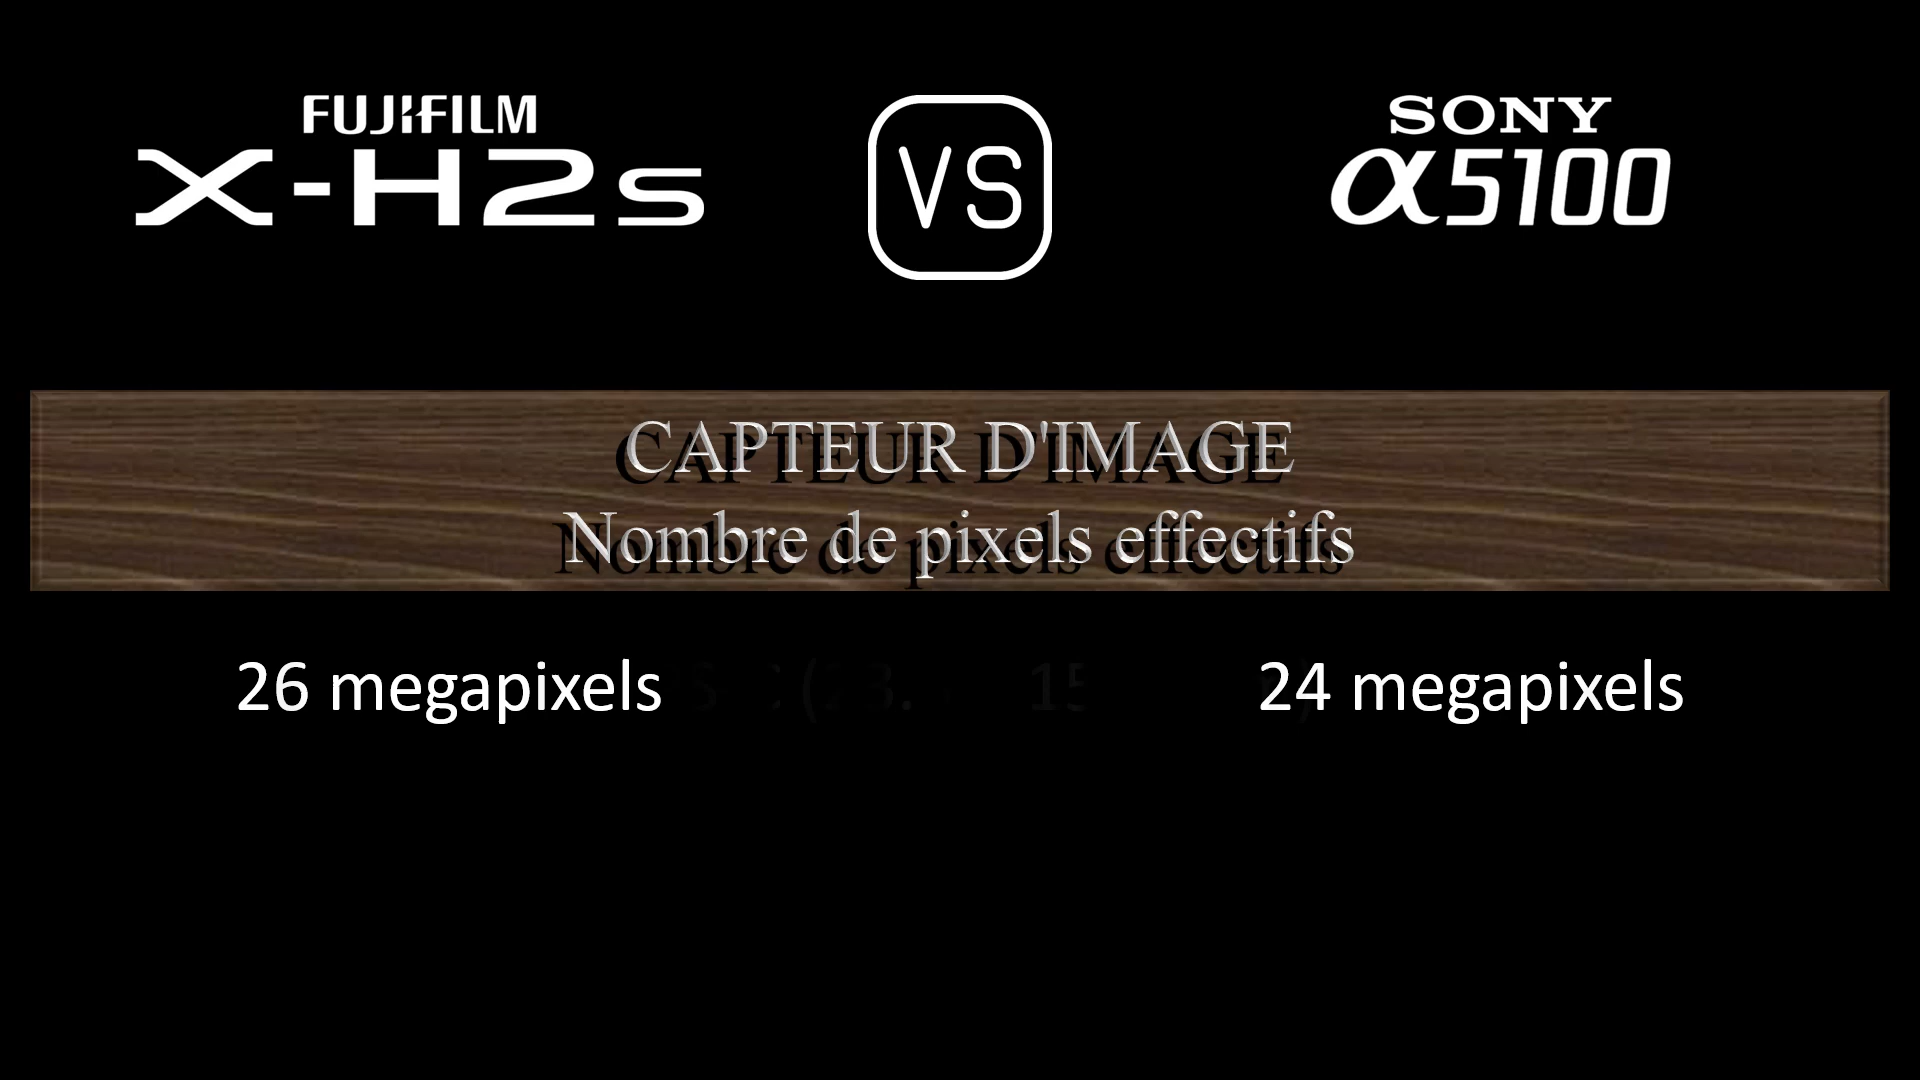 FUJIFILM
X-H2s
VS
SONY
α5100
CAPTEUR D'IMAGE
Nombre de pixels effectifs
26 megapixels
24 megapixels